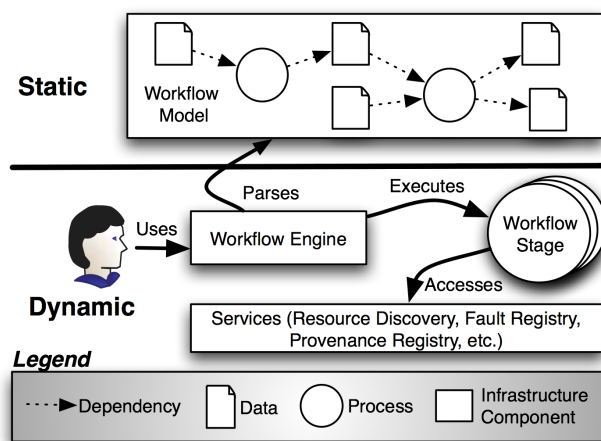 Static
Workflow
Model
Parses
Executes
Uses
Workflow Engine
Workflow
Stage
Accesses
Dynamic
Services (Resource Discovery, Fault Registry,
Provenance Registry, etc.)
Legend
Dependency
Data
Process
Infrastructure
Component